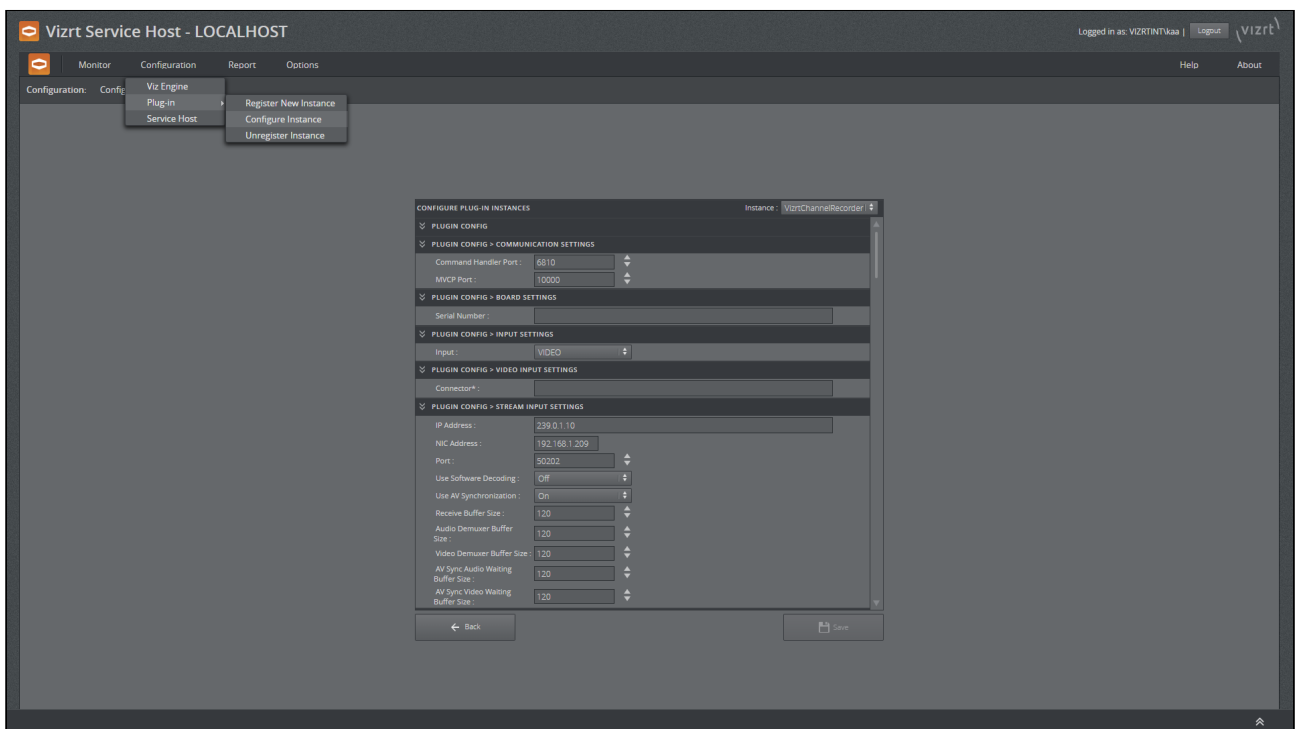 Vizrt Service Host - LOCALHOST
Logged in as: VIZRTINT\kaa | Logout vizrt
Monitor Configuration Report Options Help About
Configuration: Config
Viz Engine
Plug-in
Service Host
Register New Instance
Configure Instance
Unregister Instance
CONFIGURE PLUG-IN INSTANCES Instance : VizrtChannelRecorder
PLUGIN CONFIG
PLUGIN CONFIG > COMMUNICATION SETTINGS
Command Handler Port : 6810
MVCP Port : 10000
PLUGIN CONFIG > BOARD SETTINGS
Serial Number :
PLUGIN CONFIG > INPUT SETTINGS
Input : VIDEO
PLUGIN CONFIG > VIDEO INPUT SETTINGS
Connector* :
PLUGIN CONFIG > STREAM INPUT SETTINGS
IP Address : 239.0.1.10
NIC Address : 192.168.1.209
Port : 50202
Use Software Decoding : Off
Use AV Synchronization : On
Receive Buffer Size : 120
Audio Demuxer Buffer
Size : 120
Video Demuxer Buffer Size : 120
AV Sync Audio Waiting
Buffer Size : 120
AV Sync Video Waiting
Buffer Size : 120
Back Save